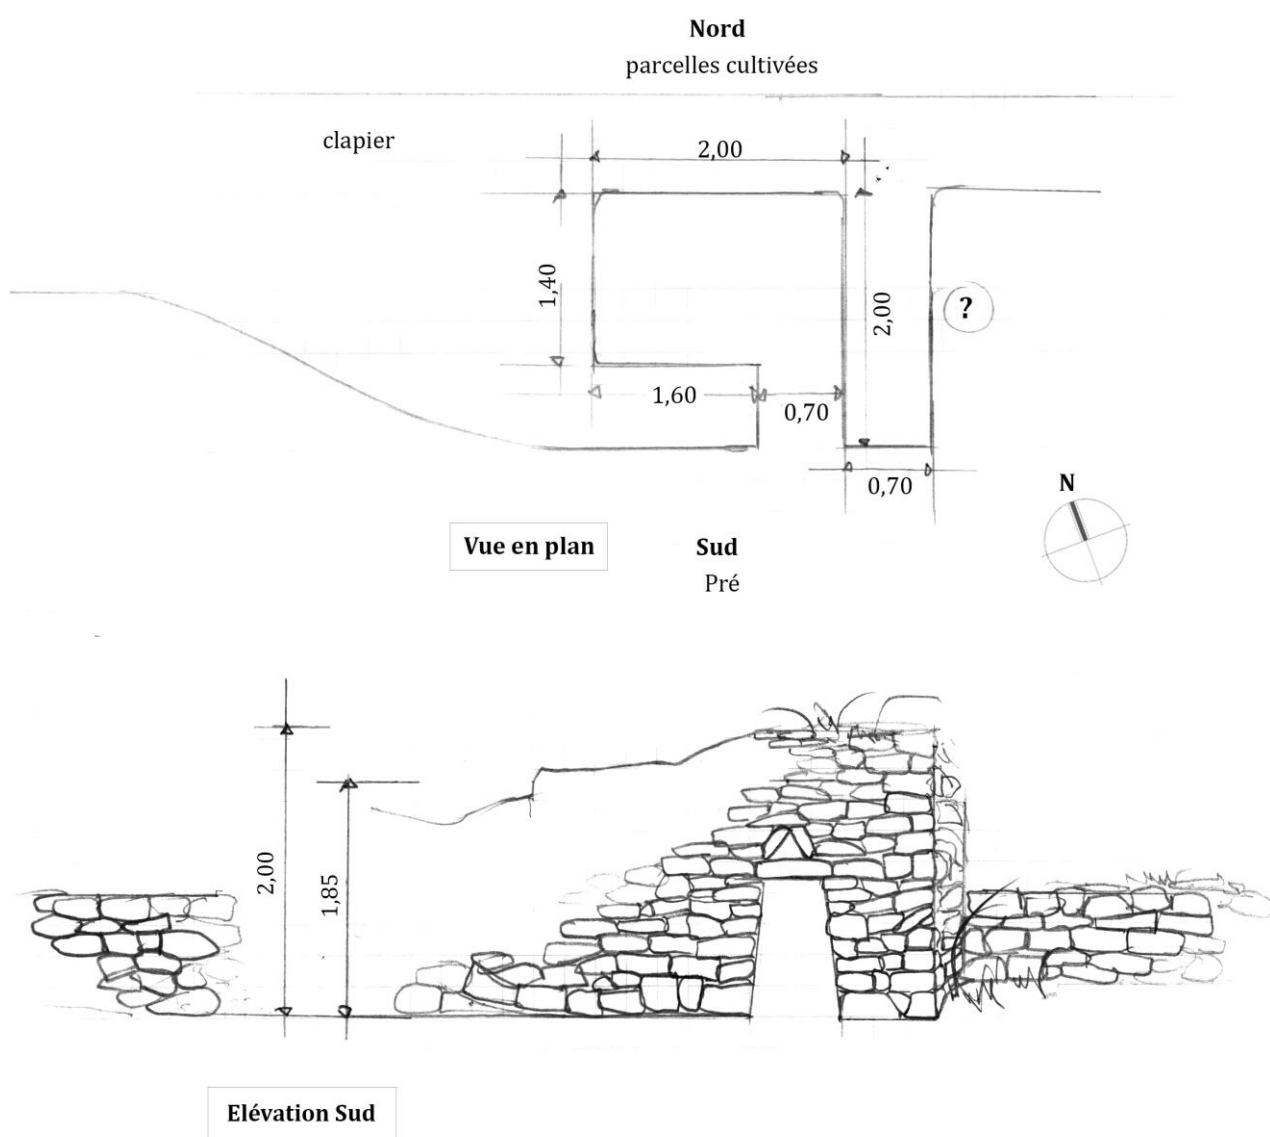 Nord
parcelles cultivées
clapier
2,00
1,40
2,00
?
1,60
0,70
0,70
N
Vue en plan
Sud
Pré
2,00
1,85
Elévation Sud